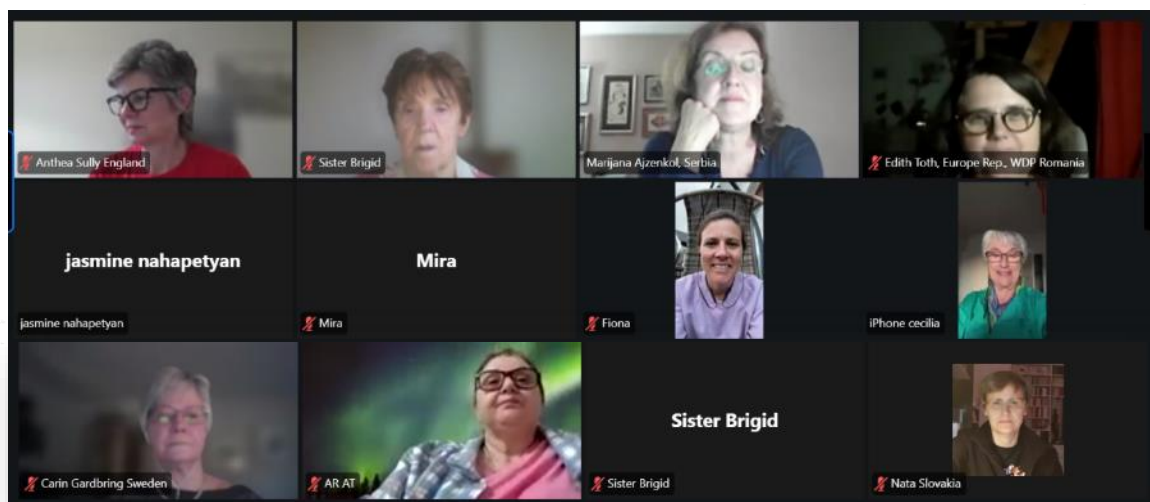 Anthea Sully England
Sister Brigid
Marijana Ajzenkol, Serbia
Edith Toth, Europe Rep., WDP Romania
jasmine nahapetyan
jasmine nahapetyan
Mira
Mira
Fiona
iPhone cecilia
Carin Gardbring Sweden
AR AT
Sister Brigid
Sister Brigid
Nata Slovakia